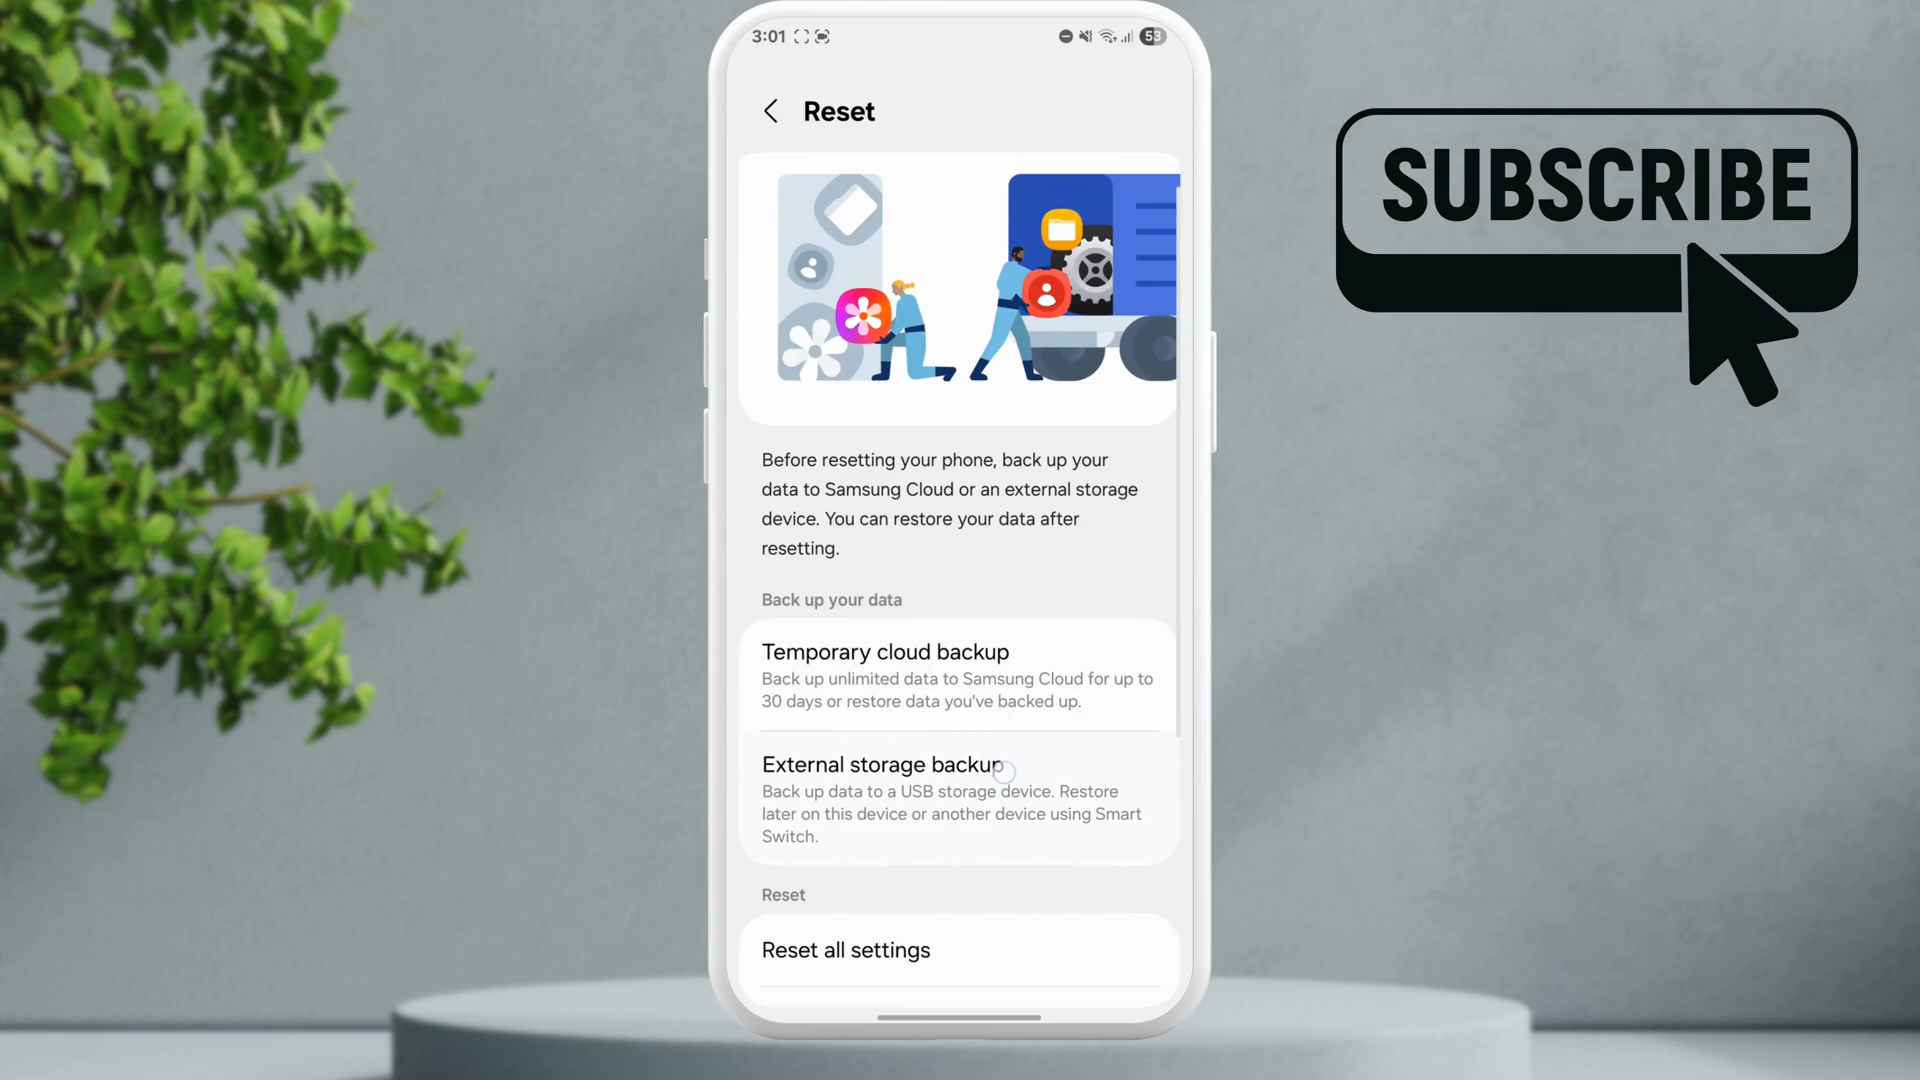 3:01
53
Reset
SUBSCRIBE
Before resetting your phone, back up your
data to Samsung Cloud or an external storage
device. You can restore your data after
resetting.
Back up your data
Temporary cloud backup
Back up unlimited data to Samsung Cloud for up to
30 days or restore data you've backed up.
External storage backup
Back up data to a USB storage device. Restore
later on this device or another device using Smart
Switch.
Reset
Reset all settings